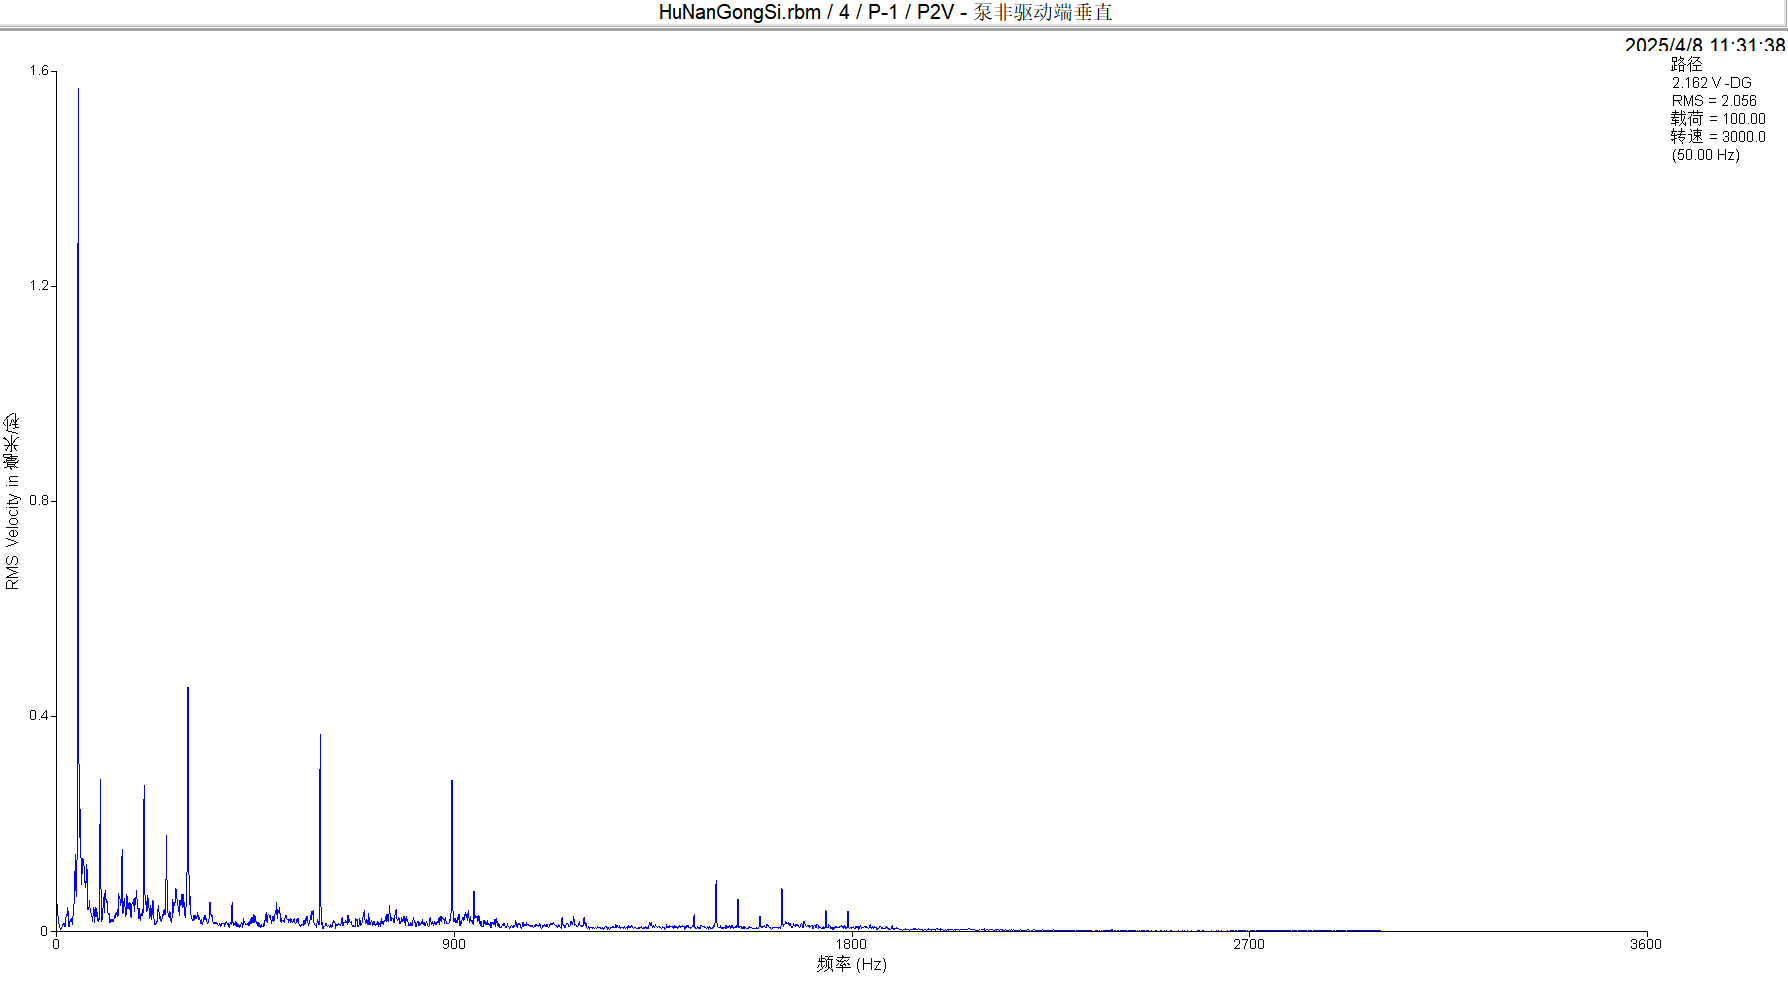 HuNanGongSi.rbm / 4 / P-1 / P2V - 泵非驱动端垂直
2025/4/8 11:31:38
路径
2.162 V -DG
RMS = 2.056
载荷 = 100.00
转速 = 3000.0
(50.00 Hz)
1.6
1.2
0.8
0.4
0
RMS Velocity in 毫米/秒
0
900
1800
2700
3600
频率 (Hz)